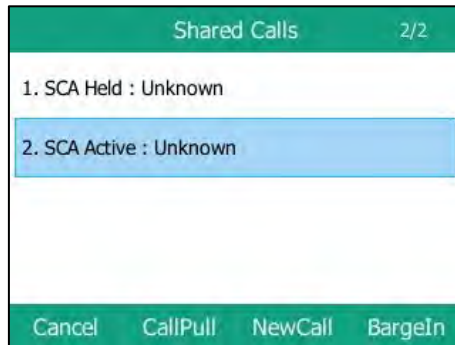 Shared Calls 2/2
1. SCA Held : Unknown
2. SCA Active : Unknown
Cancel CallPull NewCall BargeIn